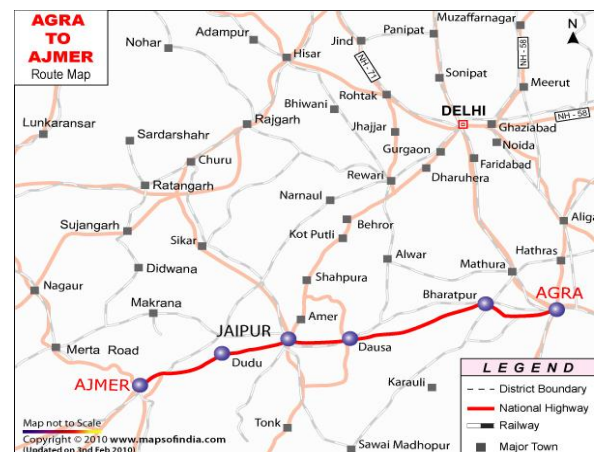 AGRA
TO
AJMER
Route Map
N
Nohar
Adampur
Hisar
Jind
Panipat
Muzaffarnagar
NH - 71
NH - 58
Sonipat
Meerut
Lunkaransar
Bhiwani
Rohtak
DELHI
NH - 58
Rajgarh
Jhajjar
Ghaziabad
Sardarshahr
Noida
Churu
Gurgaon
Faridabad
Ratangarh
Rewari
Dharuhera
Narnaul
Sujangarh
Behror
Aliga
Sikar
Kot Putli
Alwar
Hathras
Didwana
Mathura
Nagaur
Shahpura
Bharatpur
AGRA
Makrana
JAIPUR
Amer
Merta Road
Dudu
Dausa
AJMER
Karauli
LEGEND
District Boundary
National Highway
Railway
Major Town
Tonk
Sawai Madhopur
Map not to Scale
Copyright © 2010 www.mapsofindia.com
(Updated on 3nd Feb 2010)